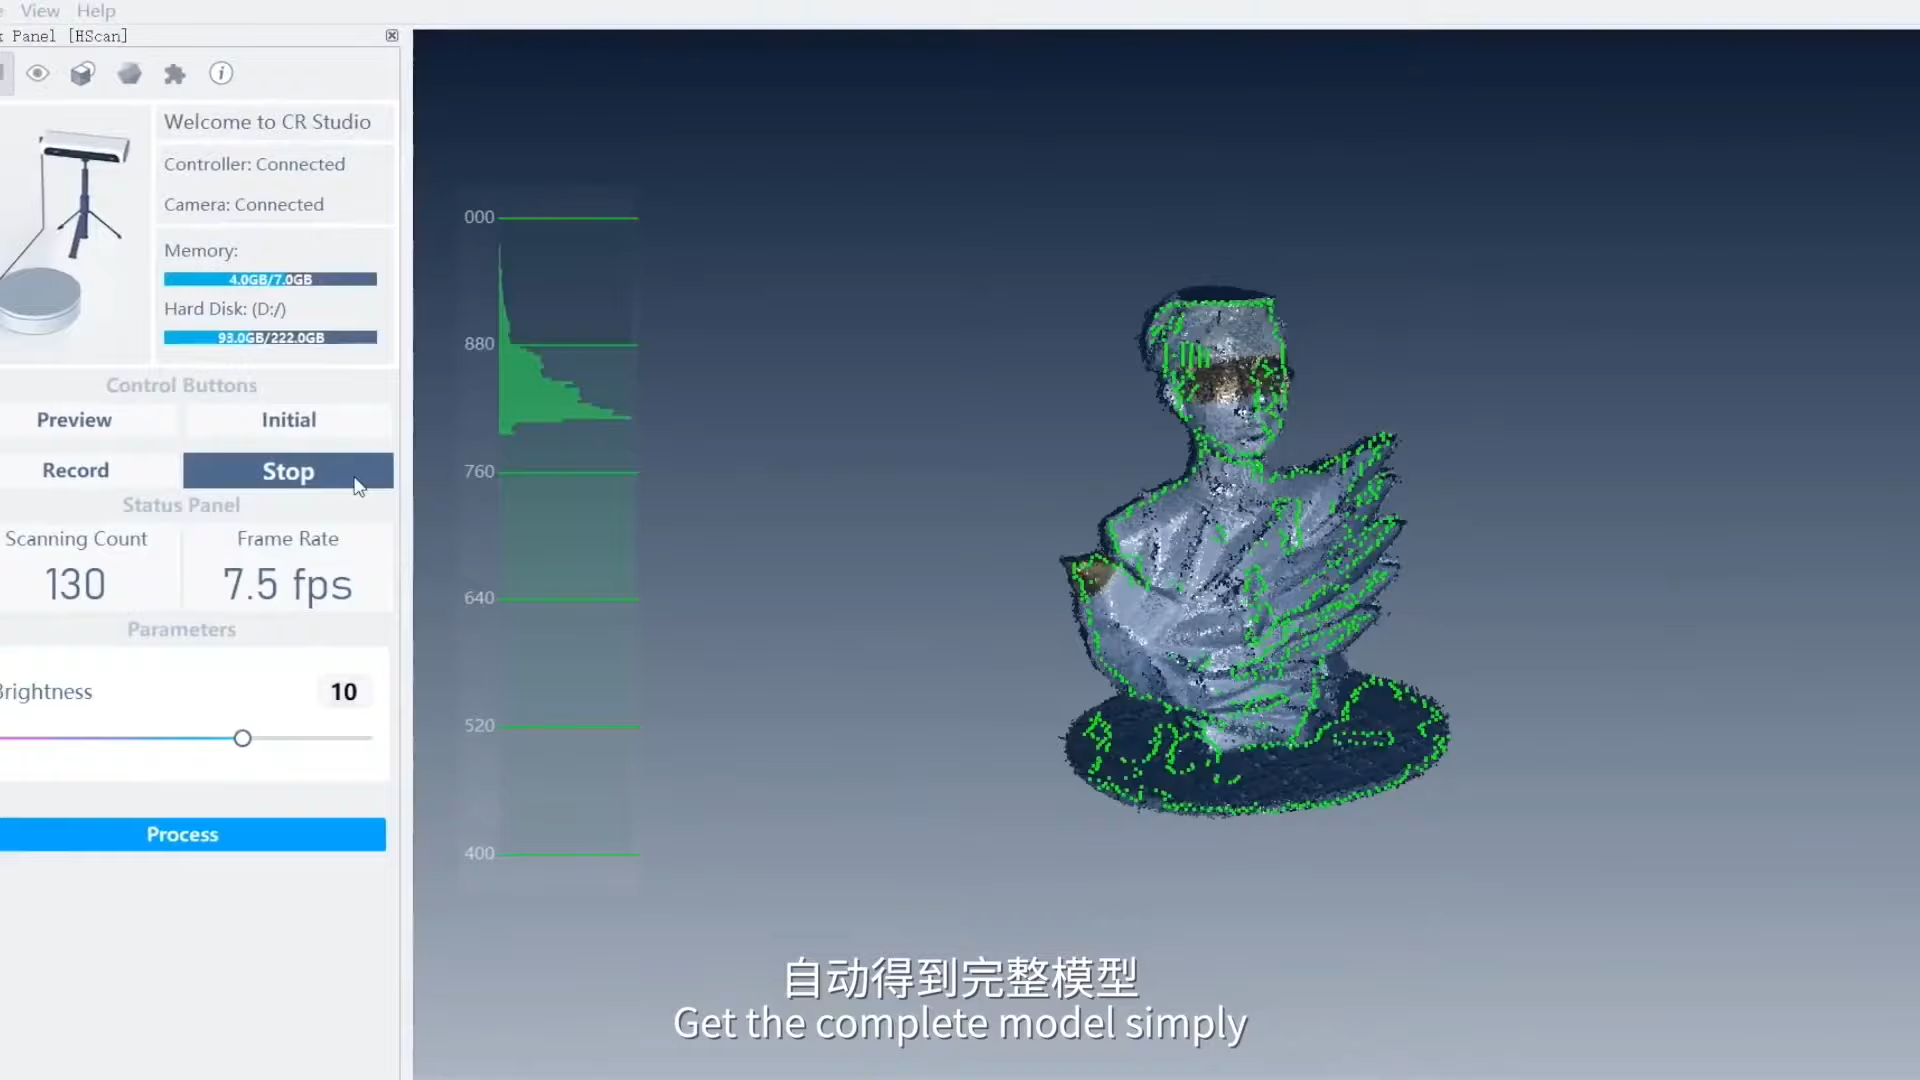 View Help
Panel [HScan]
Welcome to CR Studio
Controller: Connected
Camera: Connected
Memory:
4.0GB/7.0GB
Hard Disk: (D:/)
93.0GB/222.0GB
Control Buttons
Preview Initial
Record Stop
Status Panel
Scanning Count Frame Rate
130 7.5 fps
Parameters
Brightness 10
Process
000
880
760
640
520
400
自动得到完整模型
Get the complete model simply